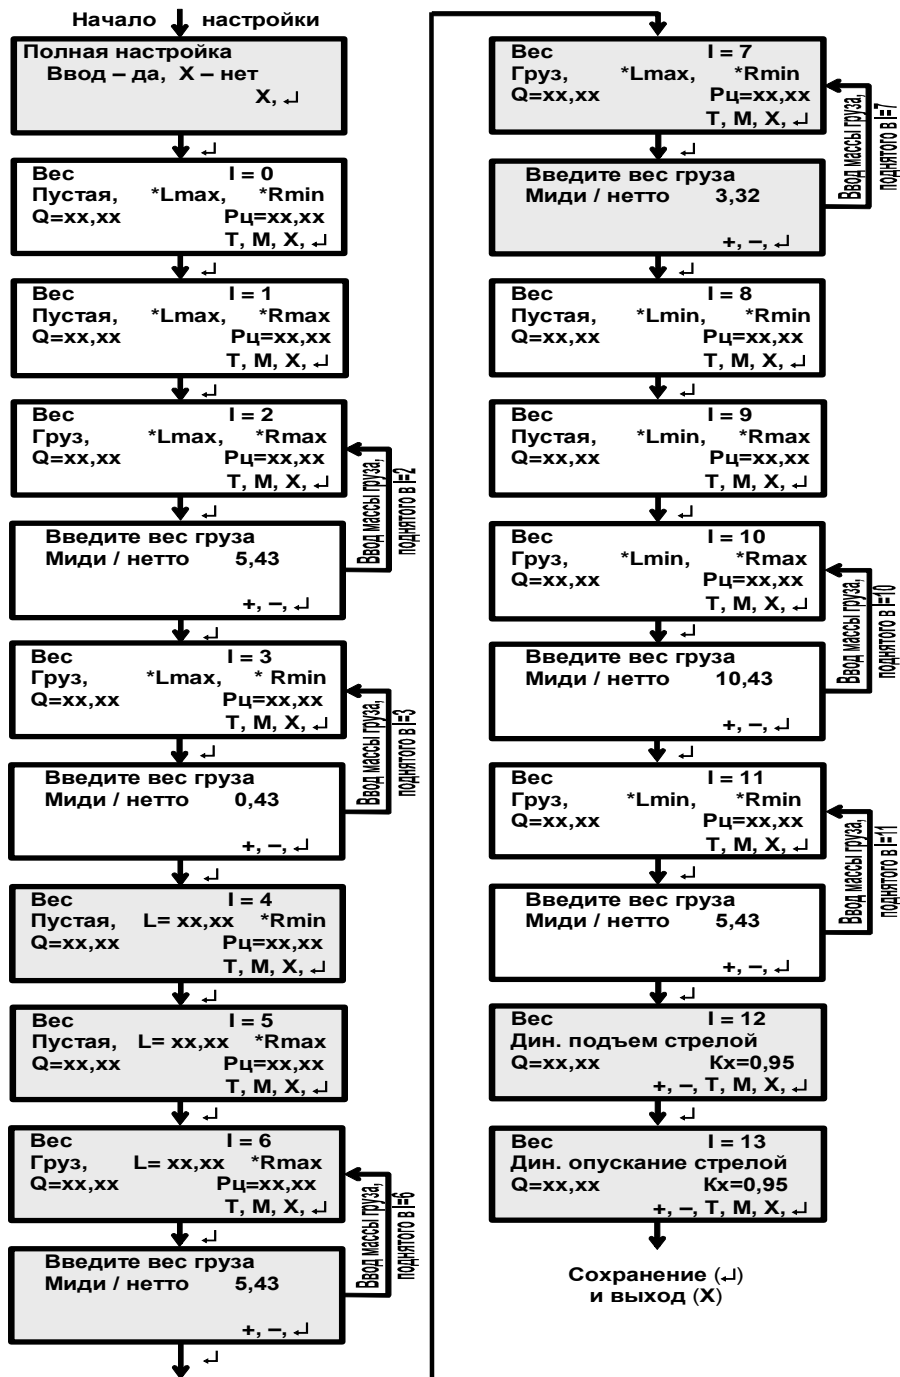 Начало настройки
Полная настройка
Ввод – да, X – нет
X, ↵
↵
Вес I = 0
Пустая, *Lmax, *Rmin
Q=xx,xx Рц=xx,xx
T, M, X, ↵
↵
Вес I = 1
Пустая, *Lmax, *Rmax
Q=xx,xx Рц=xx,xx
T, M, X, ↵
↵
Вес I = 2
Груз, *Lmax, *Rmax
Q=xx,xx Рц=xx,xx
T, M, X, ↵
Ввод массы груза,
поднятого в I=2
↵
Введите вес груза
Миди / нетто 5,43
+, –, ↵
↵
Вес I = 3
Груз, *Lmax, * Rmin
Q=xx,xx Рц=xx,xx
T, M, X, ↵
Ввод массы груза,
поднятого в I=3
↵
Введите вес груза
Миди / нетто 0,43
+, –, ↵
↵
Вес I = 4
Пустая, L= xx,xx *Rmin
Q=xx,xx Рц=xx,xx
T, M, X, ↵
↵
Вес I = 5
Пустая, L= xx,xx *Rmax
Q=xx,xx Рц=xx,xx
T, M, X, ↵
↵
Вес I = 6
Груз, L= xx,xx *Rmax
Q=xx,xx Рц=xx,xx
T, M, X, ↵
Ввод массы груза,
поднятого в I=6
↵
Введите вес груза
Миди / нетто 5,43
+, –, ↵
↵
Вес I = 7
Груз, *Lmax, *Rmin
Q=xx,xx Рц=xx,xx
T, M, X, ↵
Ввод массы груза,
поднятого в I=7
↵
Введите вес груза
Миди / нетто 3,32
+, –, ↵
↵
Вес I = 8
Пустая, *Lmin, *Rmin
Q=xx,xx Рц=xx,xx
T, M, X, ↵
↵
Вес I = 9
Пустая, *Lmin, *Rmax
Q=xx,xx Рц=xx,xx
T, M, X, ↵
↵
Вес I = 10
Груз, *Lmin, *Rmax
Q=xx,xx Рц=xx,xx
T, M, X, ↵
Ввод массы груза,
поднятого в I=10
↵
Введите вес груза
Миди / нетто 10,43
+, –, ↵
↵
Вес I = 11
Груз, *Lmin, *Rmin
Q=xx,xx Рц=xx,xx
T, M, X, ↵
Ввод массы груза,
поднятого в I=11
↵
Введите вес груза
Миди / нетто 5,43
+, –, ↵
↵
Вес I = 12
Дин. подъем стрелой
Q=xx,xx Кх=0,95
+, –, T, M, X, ↵
↵
Вес I = 13
Дин. опускание стрелой
Q=xx,xx Кх=0,95
+, –, T, M, X, ↵
Сохранение (↵)
и выход (X)